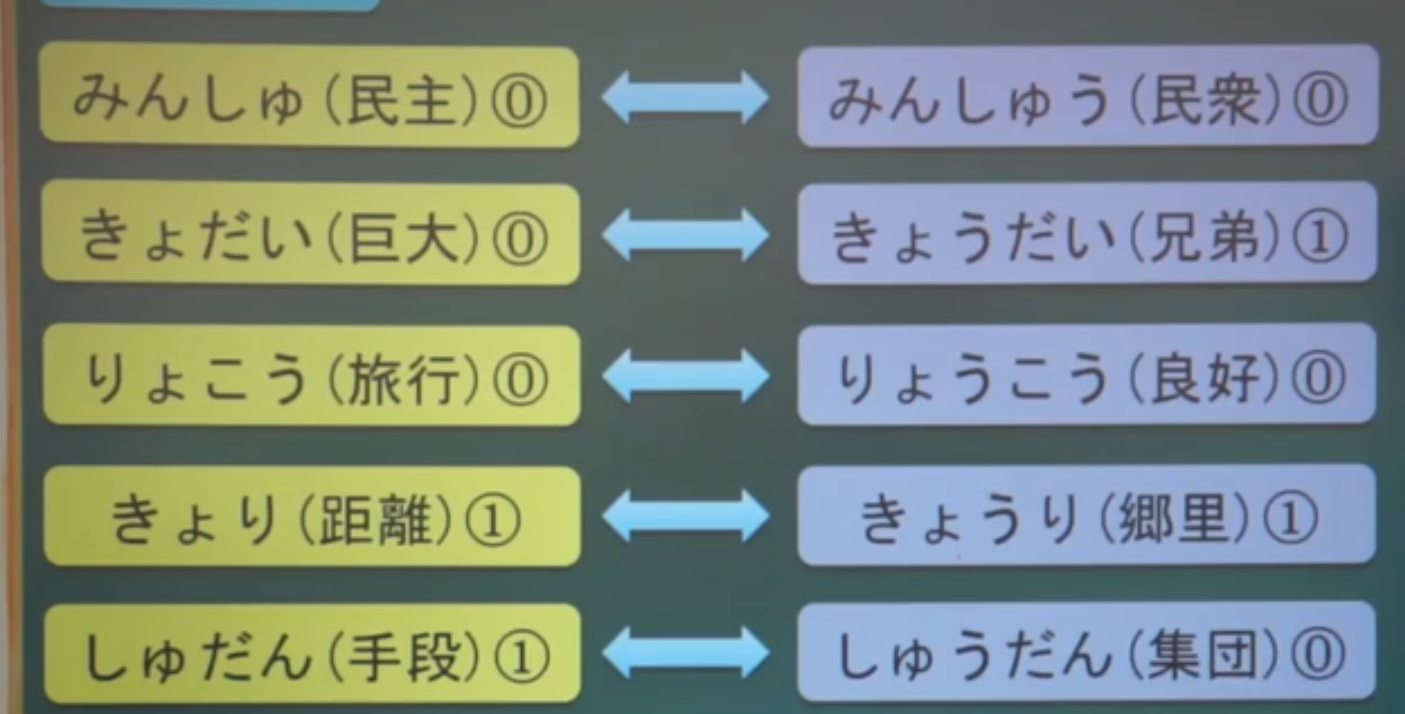 みんしゅ(民主)⓪ みんしゅう(民衆)⓪
きょだい(巨大)⓪ きょうだい(兄弟)①
りょこう(旅行)⓪ りょうこう(良好)⓪
きょり(距離)① きょうり(郷里)①
しゅだん(手段)① しゅうだん(集団)⓪